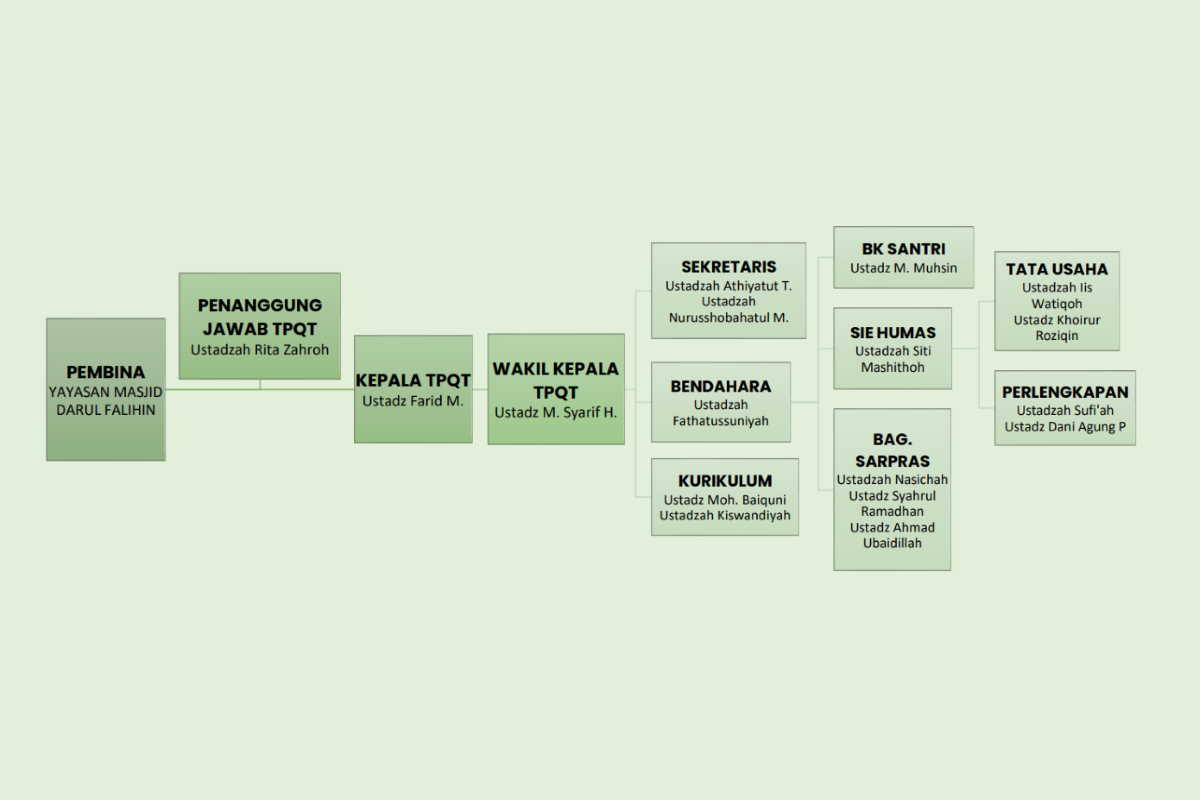 PEMBINA
YAYASAN MASJID
DARUL FALIHIN
PENANGGUNG
JAWAB TPQT
Ustadzah Rita Zahroh
KEPALA TPQT
Ustadz Farid M.
WAKIL KEPALA
TPQT
Ustadz M. Syarif H.
SEKRETARIS
Ustadzah Athiyatut T.
Ustadzah
Nurusshobahatul M.
BENDAHARA
Ustadzah
Fathatussuniyah
KURIKULUM
Ustadz Moh. Baiquni
Ustadzah Kiswandiyah
BK SANTRI
Ustadz M. Muhsin
SIE HUMAS
Ustadzah Siti
Mashithoh
BAG.
SARPRAS
Ustadzah Nasichah
Ustadz Syahrul
Ramadhan
Ustadz Ahmad
Ubaidillah
TATA USAHA
Ustadzah Iis
Watiqoh
Ustadz Khoirur
Roziqin
PERLENGKAPAN
Ustadzah Sufi'ah
Ustadz Dani Agung P